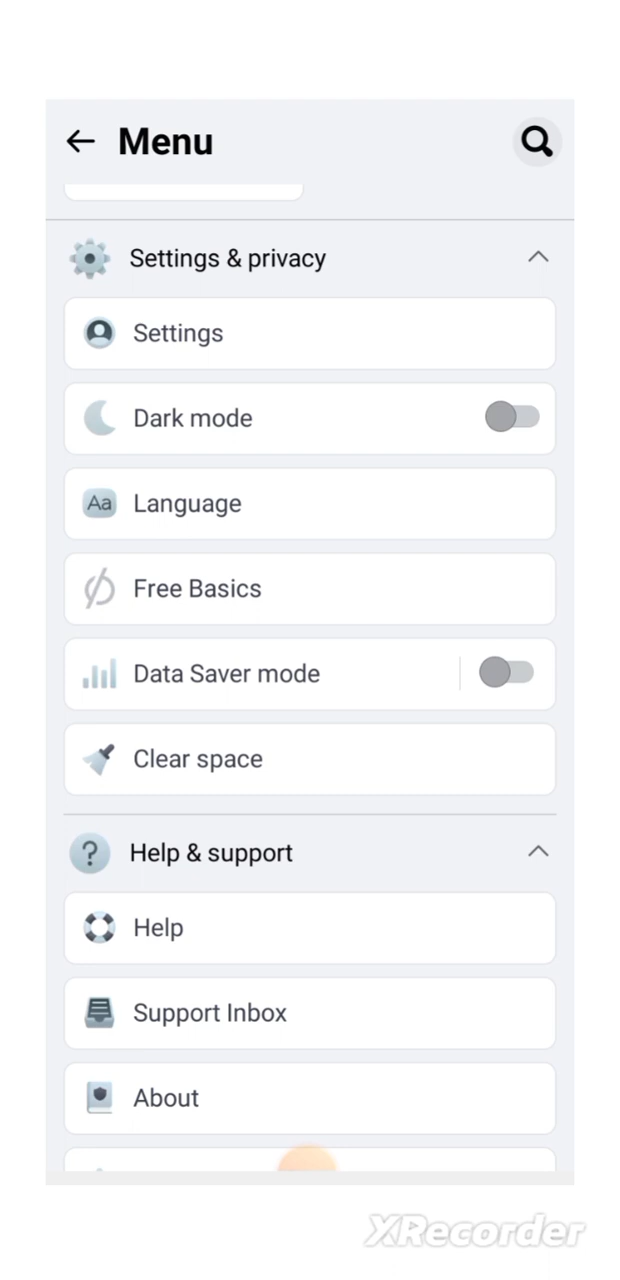 Menu
Settings & privacy
Settings
Dark mode
Aa Language
Free Basics
Data Saver mode
Clear space
? Help & support
Help
Support Inbox
About
XRecorder